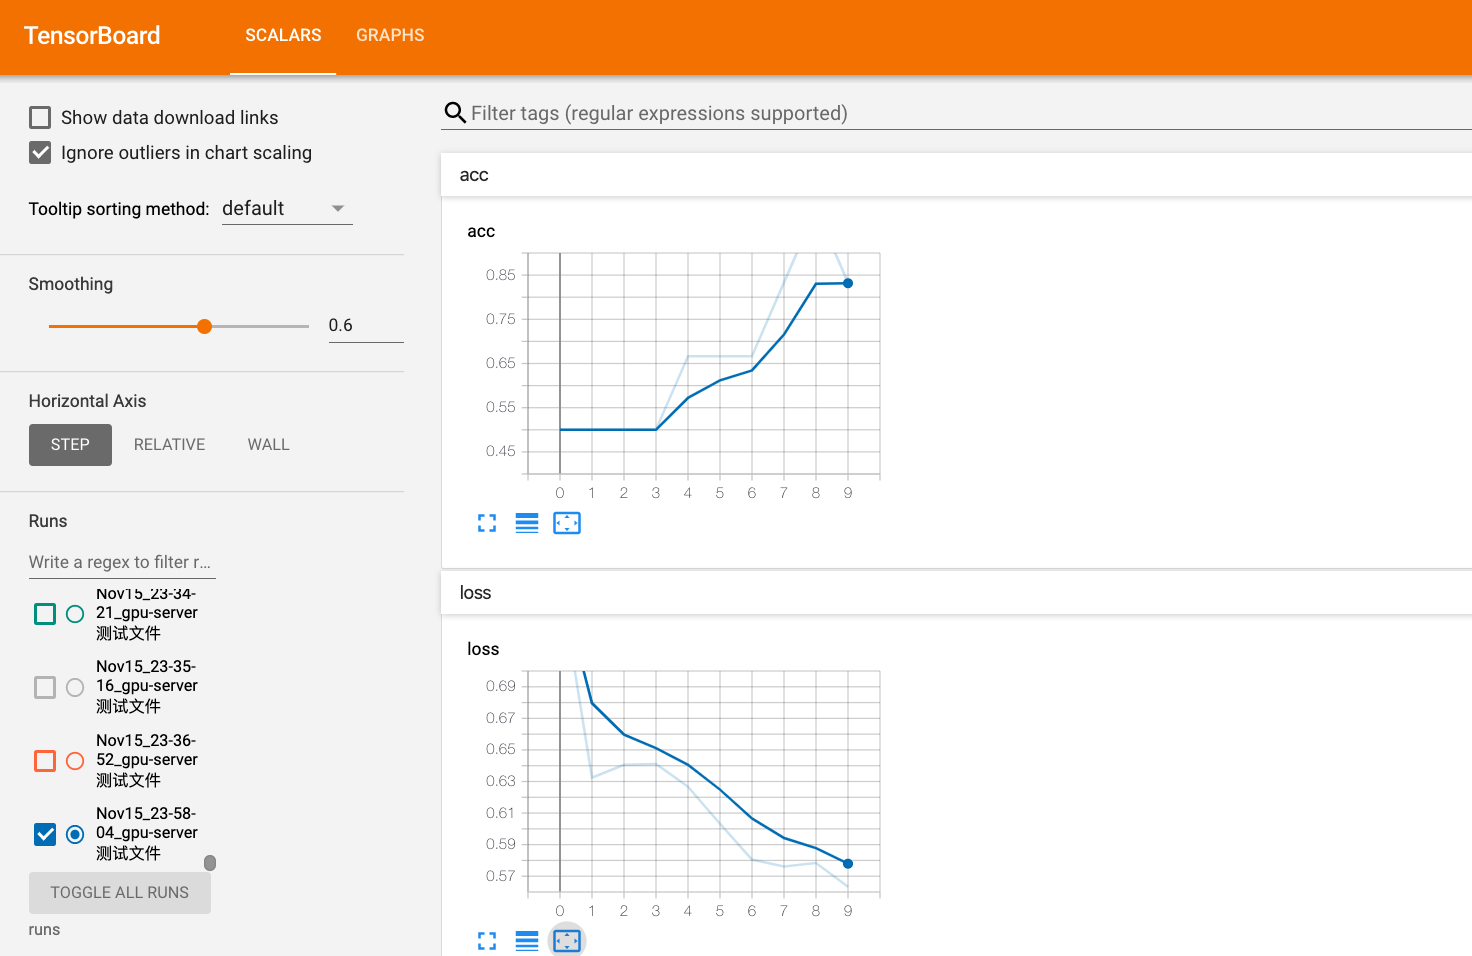 TensorBoard
SCALARS
GRAPHS
Show data download links
Ignore outliers in chart scaling
Tooltip sorting method: default
Smoothing
0.6
Horizontal Axis
STEP
RELATIVE
WALL
Runs
Write a regex to filter r...
Nov15_23-34-
21_gpu-server
测试文件
Nov15_23-35-
16_gpu-server
测试文件
Nov15_23-36-
52_gpu-server
测试文件
Nov15_23-58-
04_gpu-server
测试文件
TOGGLE ALL RUNS
runs
Filter tags (regular expressions supported)
acc
acc
0.85
0.75
0.65
0.55
0.45
0 1 2 3 4 5 6 7 8 9
loss
loss
0.69
0.67
0.65
0.63
0.61
0.59
0.57
0 1 2 3 4 5 6 7 8 9